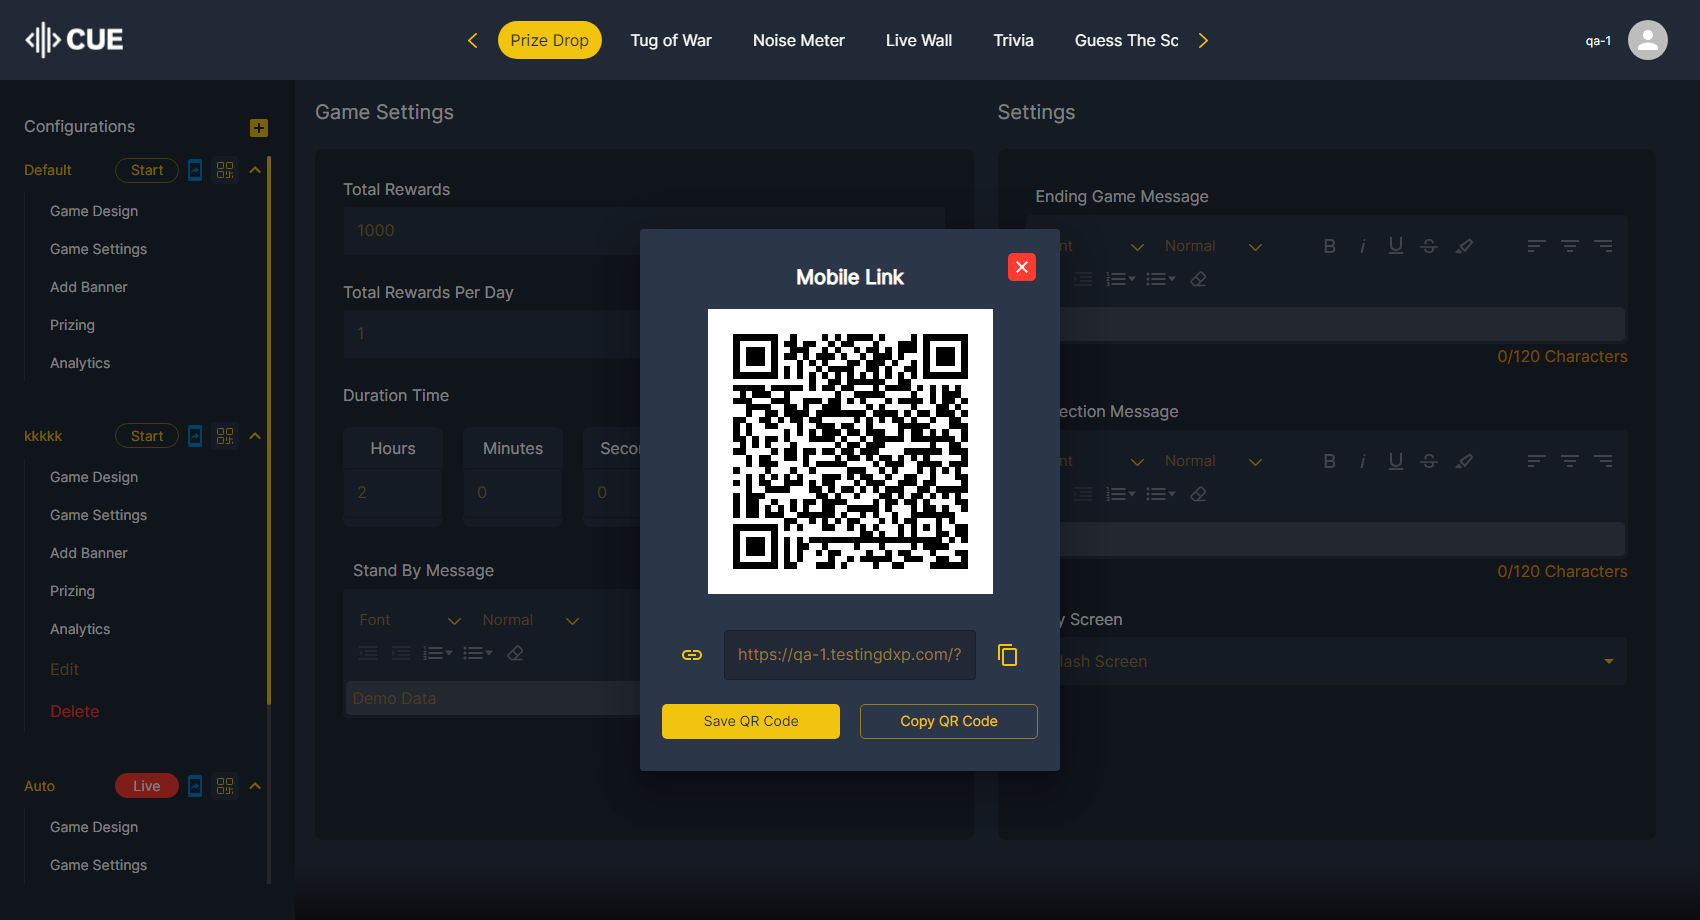 CUE
Prize Drop
Tug of War
Noise Meter
Live Wall
Trivia
Guess The Sc
qa-1
Configurations
Default
Start
Game Design
Game Settings
Add Banner
Prizing
Analytics
kkkkk
Start
Game Design
Game Settings
Add Banner
Prizing
Analytics
Edit
Delete
Auto
Live
Game Design
Game Settings
Game Settings
Total Rewards
1000
Total Rewards Per Day
1
Duration Time
Hours
Minutes
Secon
2
0
0
Stand By Message
Font
Normal
Demo Data
Mobile Link
https://qa-1.testingdxp.com/?
Save QR Code
Copy QR Code
Settings
Ending Game Message
nt
Normal
0/120 Characters
ection Message
nt
Normal
0/120 Characters
y Screen
lash Screen